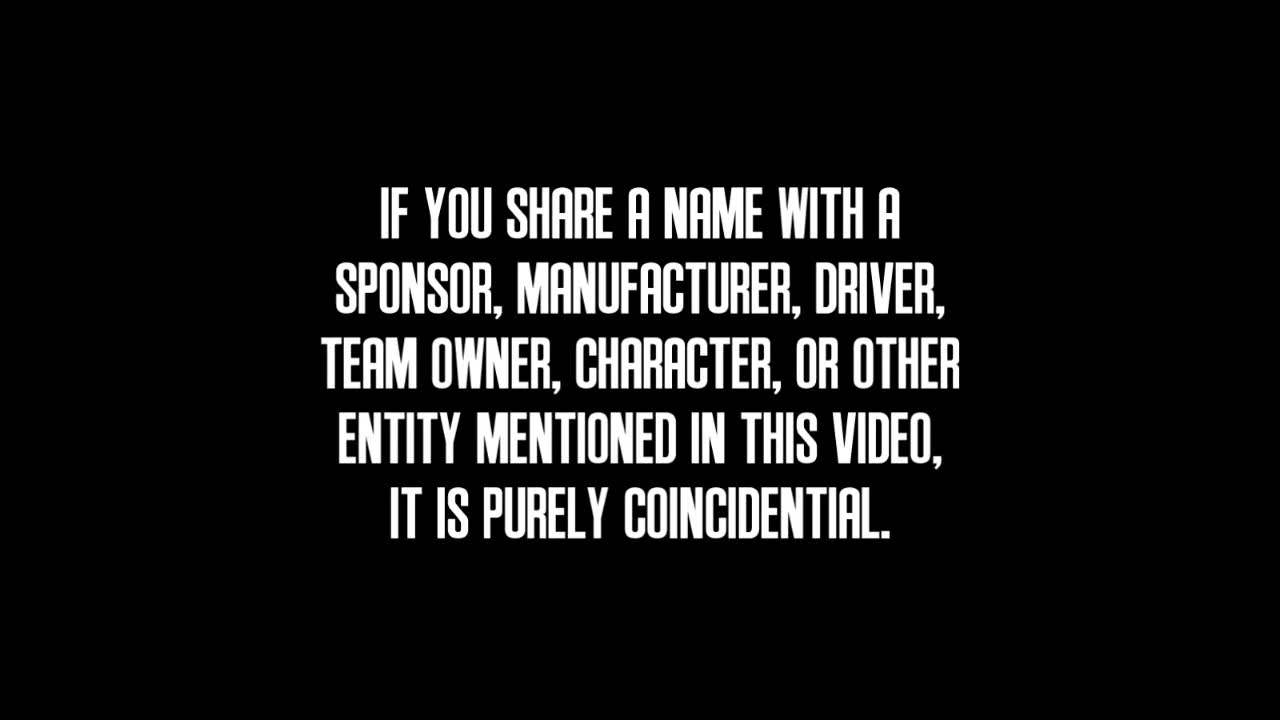 IF YOU SHARE A NAME WITH A
SPONSOR, MANUFACTURER, DRIVER,
TEAM OWNER, CHARACTER, OR OTHER
ENTITY MENTIONED IN THIS VIDEO,
IT IS PURELY COINCIDENTIAL.